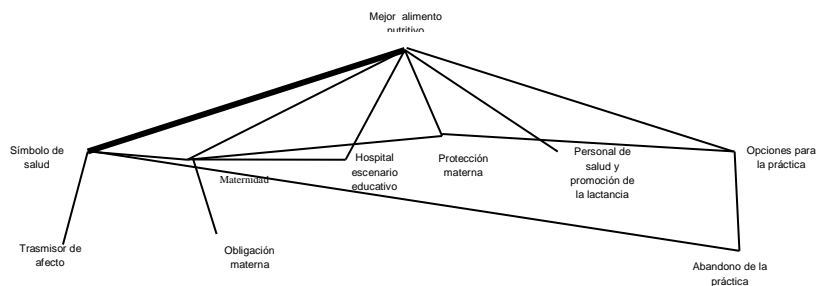 Mejor alimento
nutritivo
Símbolo de
salud
Maternidad
Hospital
escenario
educativo
Protección
materna
Personal de
salud y
promoción de
la lactancia
Opciones para
la práctica
Trasmisor de
afecto
Obligación
materna
Abandono de la
práctica